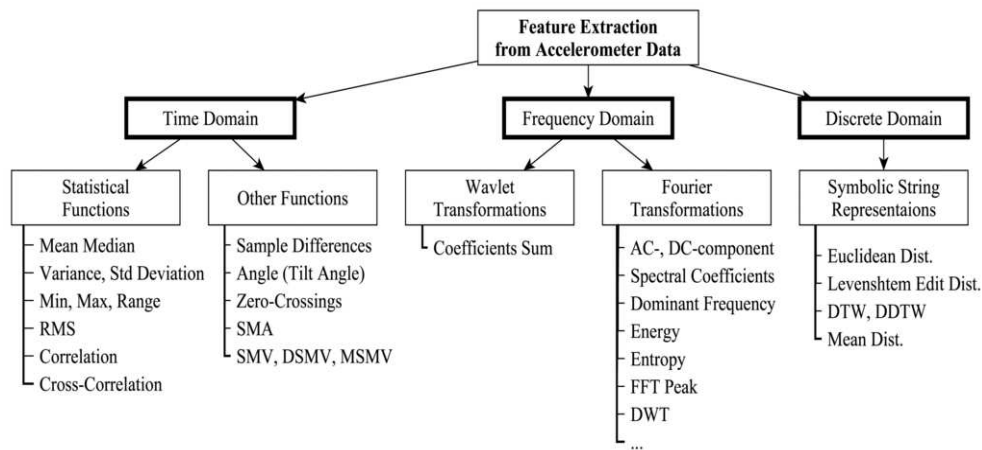 Feature Extraction
from Accelerometer Data
Time Domain
Frequency Domain
Discrete Domain
Statistical
Functions
Other Functions
Wavlet
Transformations
Fourier
Transformations
Symbolic String
Representaions
Mean Median
Variance, Std Deviation
Min, Max, Range
RMS
Correlation
Cross-Correlation
Sample Differences
Angle (Tilt Angle)
Zero-Crossings
SMA
SMV, DSMV, MSMV
Coefficients Sum
AC-, DC-component
Spectral Coefficients
Dominant Frequency
Energy
Entropy
FFT Peak
DWT
...
Euclidean Dist.
Levenshtem Edit Dist.
DTW, DDTW
Mean Dist.